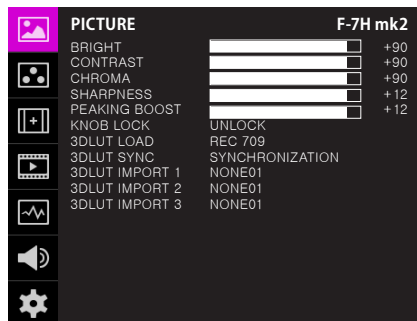 PICTURE F-7H mk2
BRIGHT +90
CONTRAST +90
CHROMA +90
SHARPNESS +12
PEAKING BOOST +12
KNOB LOCK UNLOCK
3DLUT LOAD REC 709
3DLUT SYNC SYNCHRONIZATION
3DLUT IMPORT 1 NONE01
3DLUT IMPORT 2 NONE01
3DLUT IMPORT 3 NONE01